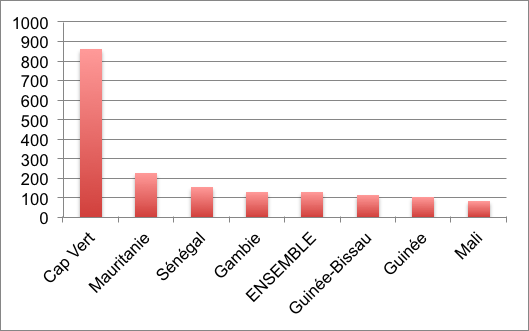 1000
900
800
700
600
500
400
300
200
100
0
Cap Vert
Mauritanie
Sénégal
Gambie
ENSEMBLE
Guinée-Bissau
Guinée
Mali